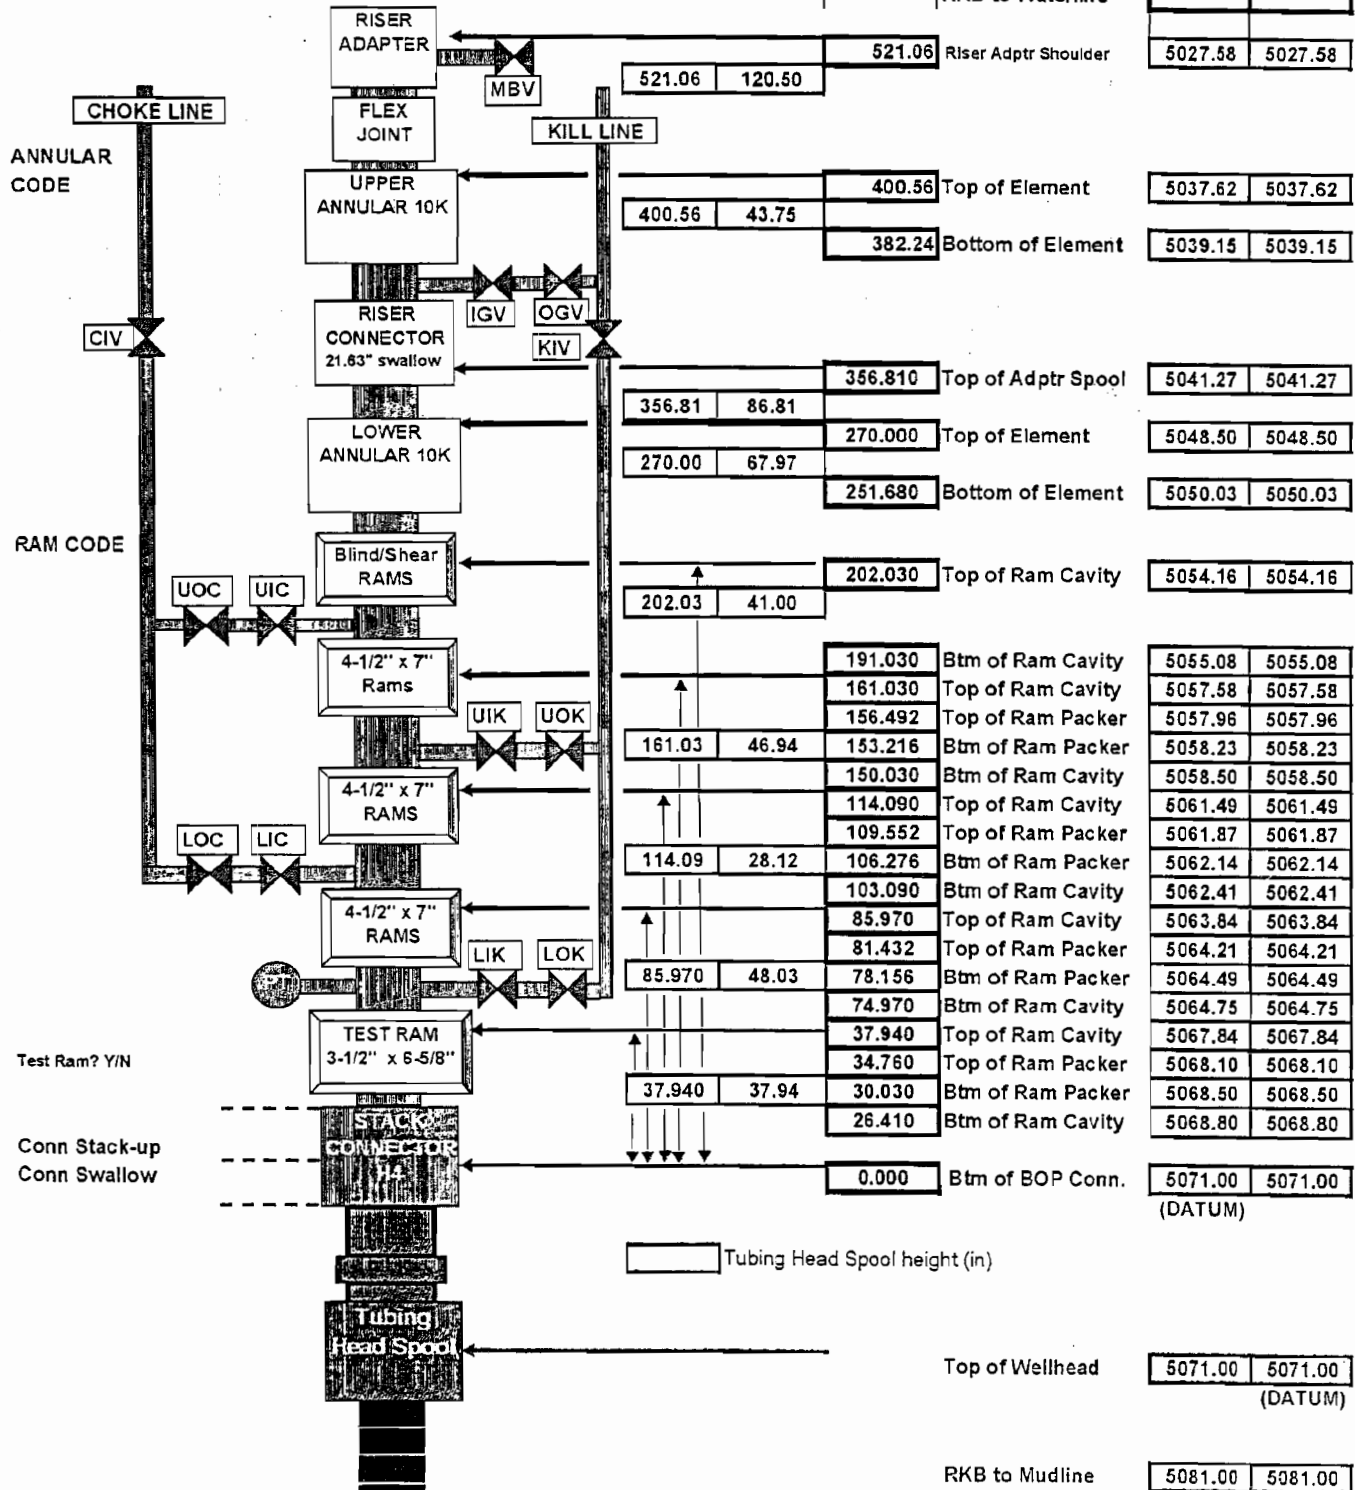 RISER
ADAPTER
MBV
521.06 Riser Adptr Shoulder 5027.58 5027.58
521.06 120.50
CHOKE LINE
FLEX
JOINT
KILL LINE
ANNULAR
CODE
UPPER
ANNULAR 10K
400.56 Top of Element 5037.62 5037.62
400.56 43.75
382.24 Bottom of Element 5039.15 5039.15
IGV OGV
CIV
RISER
CONNECTOR
21.63" swallow
KIV
356.810 Top of Adptr Spool 5041.27 5041.27
356.81 86.81
LOWER
ANNULAR 10K
270.000 Top of Element 5048.50 5048.50
270.00 67.97
251.680 Bottom of Element 5050.03 5050.03
RAM CODE
Blind/Shear
RAMS
202.030 Top of Ram Cavity 5054.16 5054.16
202.03 41.00
UOC UIC
4-1/2" x 7"
Rams
191.030 Btm of Ram Cavity 5055.08 5055.08
161.030 Top of Ram Cavity 5057.58 5057.58
156.492 Top of Ram Packer 5057.96 5057.96
UIK UOK
161.03 46.94
153.216 Btm of Ram Packer 5058.23 5058.23
150.030 Btm of Ram Cavity 5058.50 5058.50
4-1/2" x 7"
RAMS
114.090 Top of Ram Cavity 5061.49 5061.49
109.552 Top of Ram Packer 5061.87 5061.87
LOC LIC
114.09 28.12
106.276 Btm of Ram Packer 5062.14 5062.14
103.090 Btm of Ram Cavity 5062.41 5062.41
4-1/2" x 7"
RAMS
85.970 Top of Ram Cavity 5063.84 5063.84
81.432 Top of Ram Packer 5064.21 5064.21
LIK LOK
85.970 48.03
78.156 Btm of Ram Packer 5064.49 5064.49
74.970 Btm of Ram Cavity 5064.75 5064.75
TEST RAM
3-1/2" x 6-5/8"
37.940 Top of Ram Cavity 5067.84 5067.84
Test Ram? Y/N
34.760 Top of Ram Packer 5068.10 5068.10
37.940 37.94
30.030 Btm of Ram Packer 5068.50 5068.50
26.410 Btm of Ram Cavity 5068.80 5068.80
STACK
CONNECTOR
H4
Conn Stack-up
Conn Swallow
0.000 Btm of BOP Conn. 5071.00 5071.00
(DATUM)
Tubing Head Spool height (in)
Tubing
Head Spool
Top of Wellhead 5071.00 5071.00
(DATUM)
RKB to Mudline 5081.00 5081.00